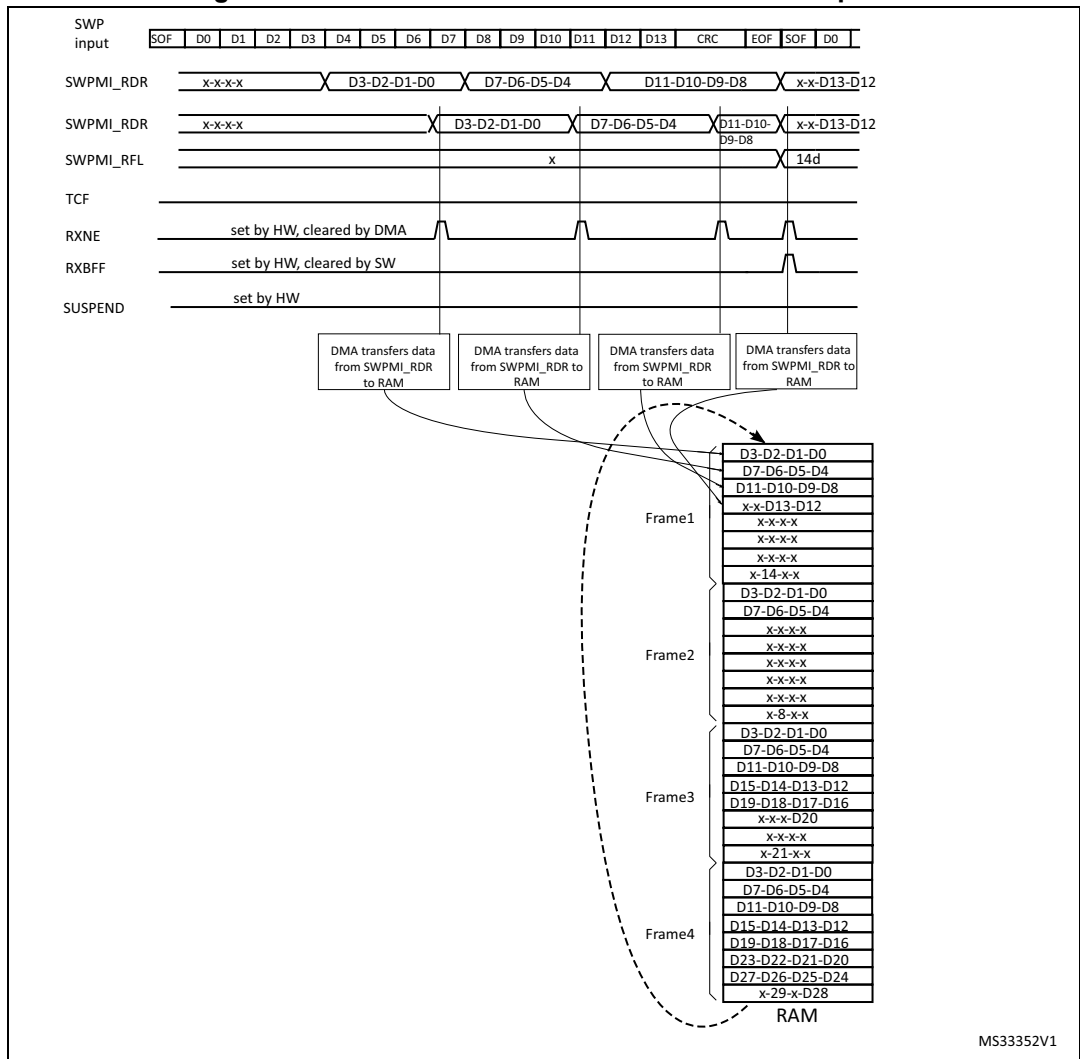 SWP
input
SOF D0 D1 D2 D3 D4 D5 D6 D7 D8 D9 D10 D11 D12 D13 CRC EOF SOF D0
SWPMI_RDR x-x-x-x D3-D2-D1-D0 D7-D6-D5-D4 D11-D10-D9-D8 x-x-D13-D12
SWPMI_RDR x-x-x-x D3-D2-D1-D0 D7-D6-D5-D4 D11-D10- x-x-D13-D12
D9-D8
SWPMI_RFL x 14d
TCF
RXNE set by HW, cleared by DMA
RXBFF set by HW, cleared by SW
SUSPEND set by HW
DMA transfers data
from SWPMI_RDR
to RAM
DMA transfers data
from SWPMI_RDR to
RAM
DMA transfers data
from SWPMI_RDR
to RAM
DMA transfers data
from SWPMI_RDR to
RAM
Frame1
D3-D2-D1-D0
D7-D6-D5-D4
D11-D10-D9-D8
x-x-D13-D12
x-x-x-x
x-x-x-x
x-x-x-x
x-14-x-x
Frame2
D3-D2-D1-D0
D7-D6-D5-D4
x-x-x-x
x-x-x-x
x-x-x-x
x-x-x-x
x-x-x-x
x-8-x-x
Frame3
D3-D2-D1-D0
D7-D6-D5-D4
D11-D10-D9-D8
D15-D14-D13-D12
D19-D18-D17-D16
x-x-x-D20
x-x-x-x
x-21-x-x
Frame4
D3-D2-D1-D0
D7-D6-D5-D4
D11-D10-D9-D8
D15-D14-D13-D12
D19-D18-D17-D16
D23-D22-D21-D20
D27-D26-D25-D24
x-29-x-D28
RAM
MS33352V1